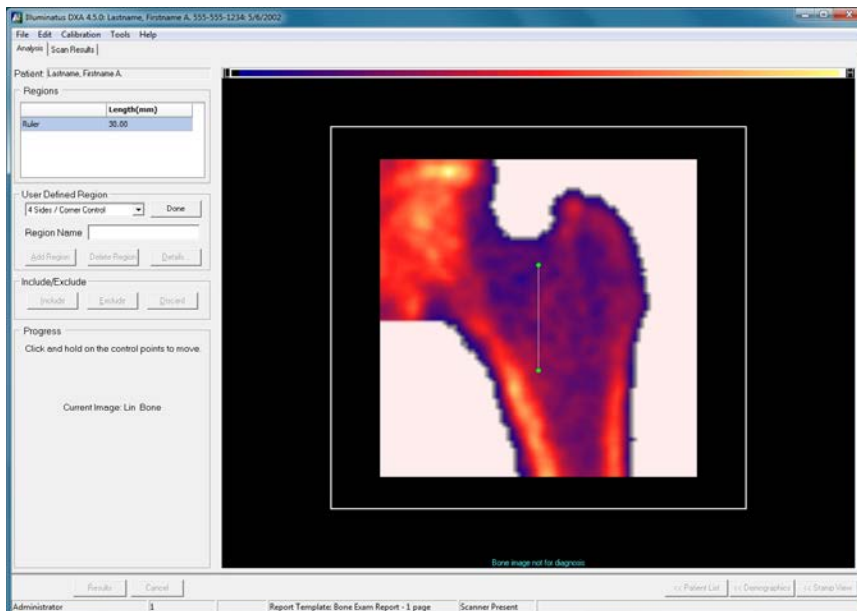 Illuminatus DXA 4.5.0: Lastname, Firstname A. 555-555-1234: 5/6/2002
File Edit Calibration Tools Help
Analysis Scan Results
Patient: Lastname, Firstname A.
Regions
Length(mm)
Ruler 30.00
User Defined Region
4 Sides / Corner Control Done
Region Name
Add Region Delete Region Details...
Include/Exclude
Include Exclude Discard
Progress
Click and hold on the control points to move.
Current Image: Lin Bone
Bone image not for diagnosis
Results Cancel << Patient List << Demographics << Stamp View
Administrator 1 Report Template: Bone Exam Report - 1 page Scanner Present